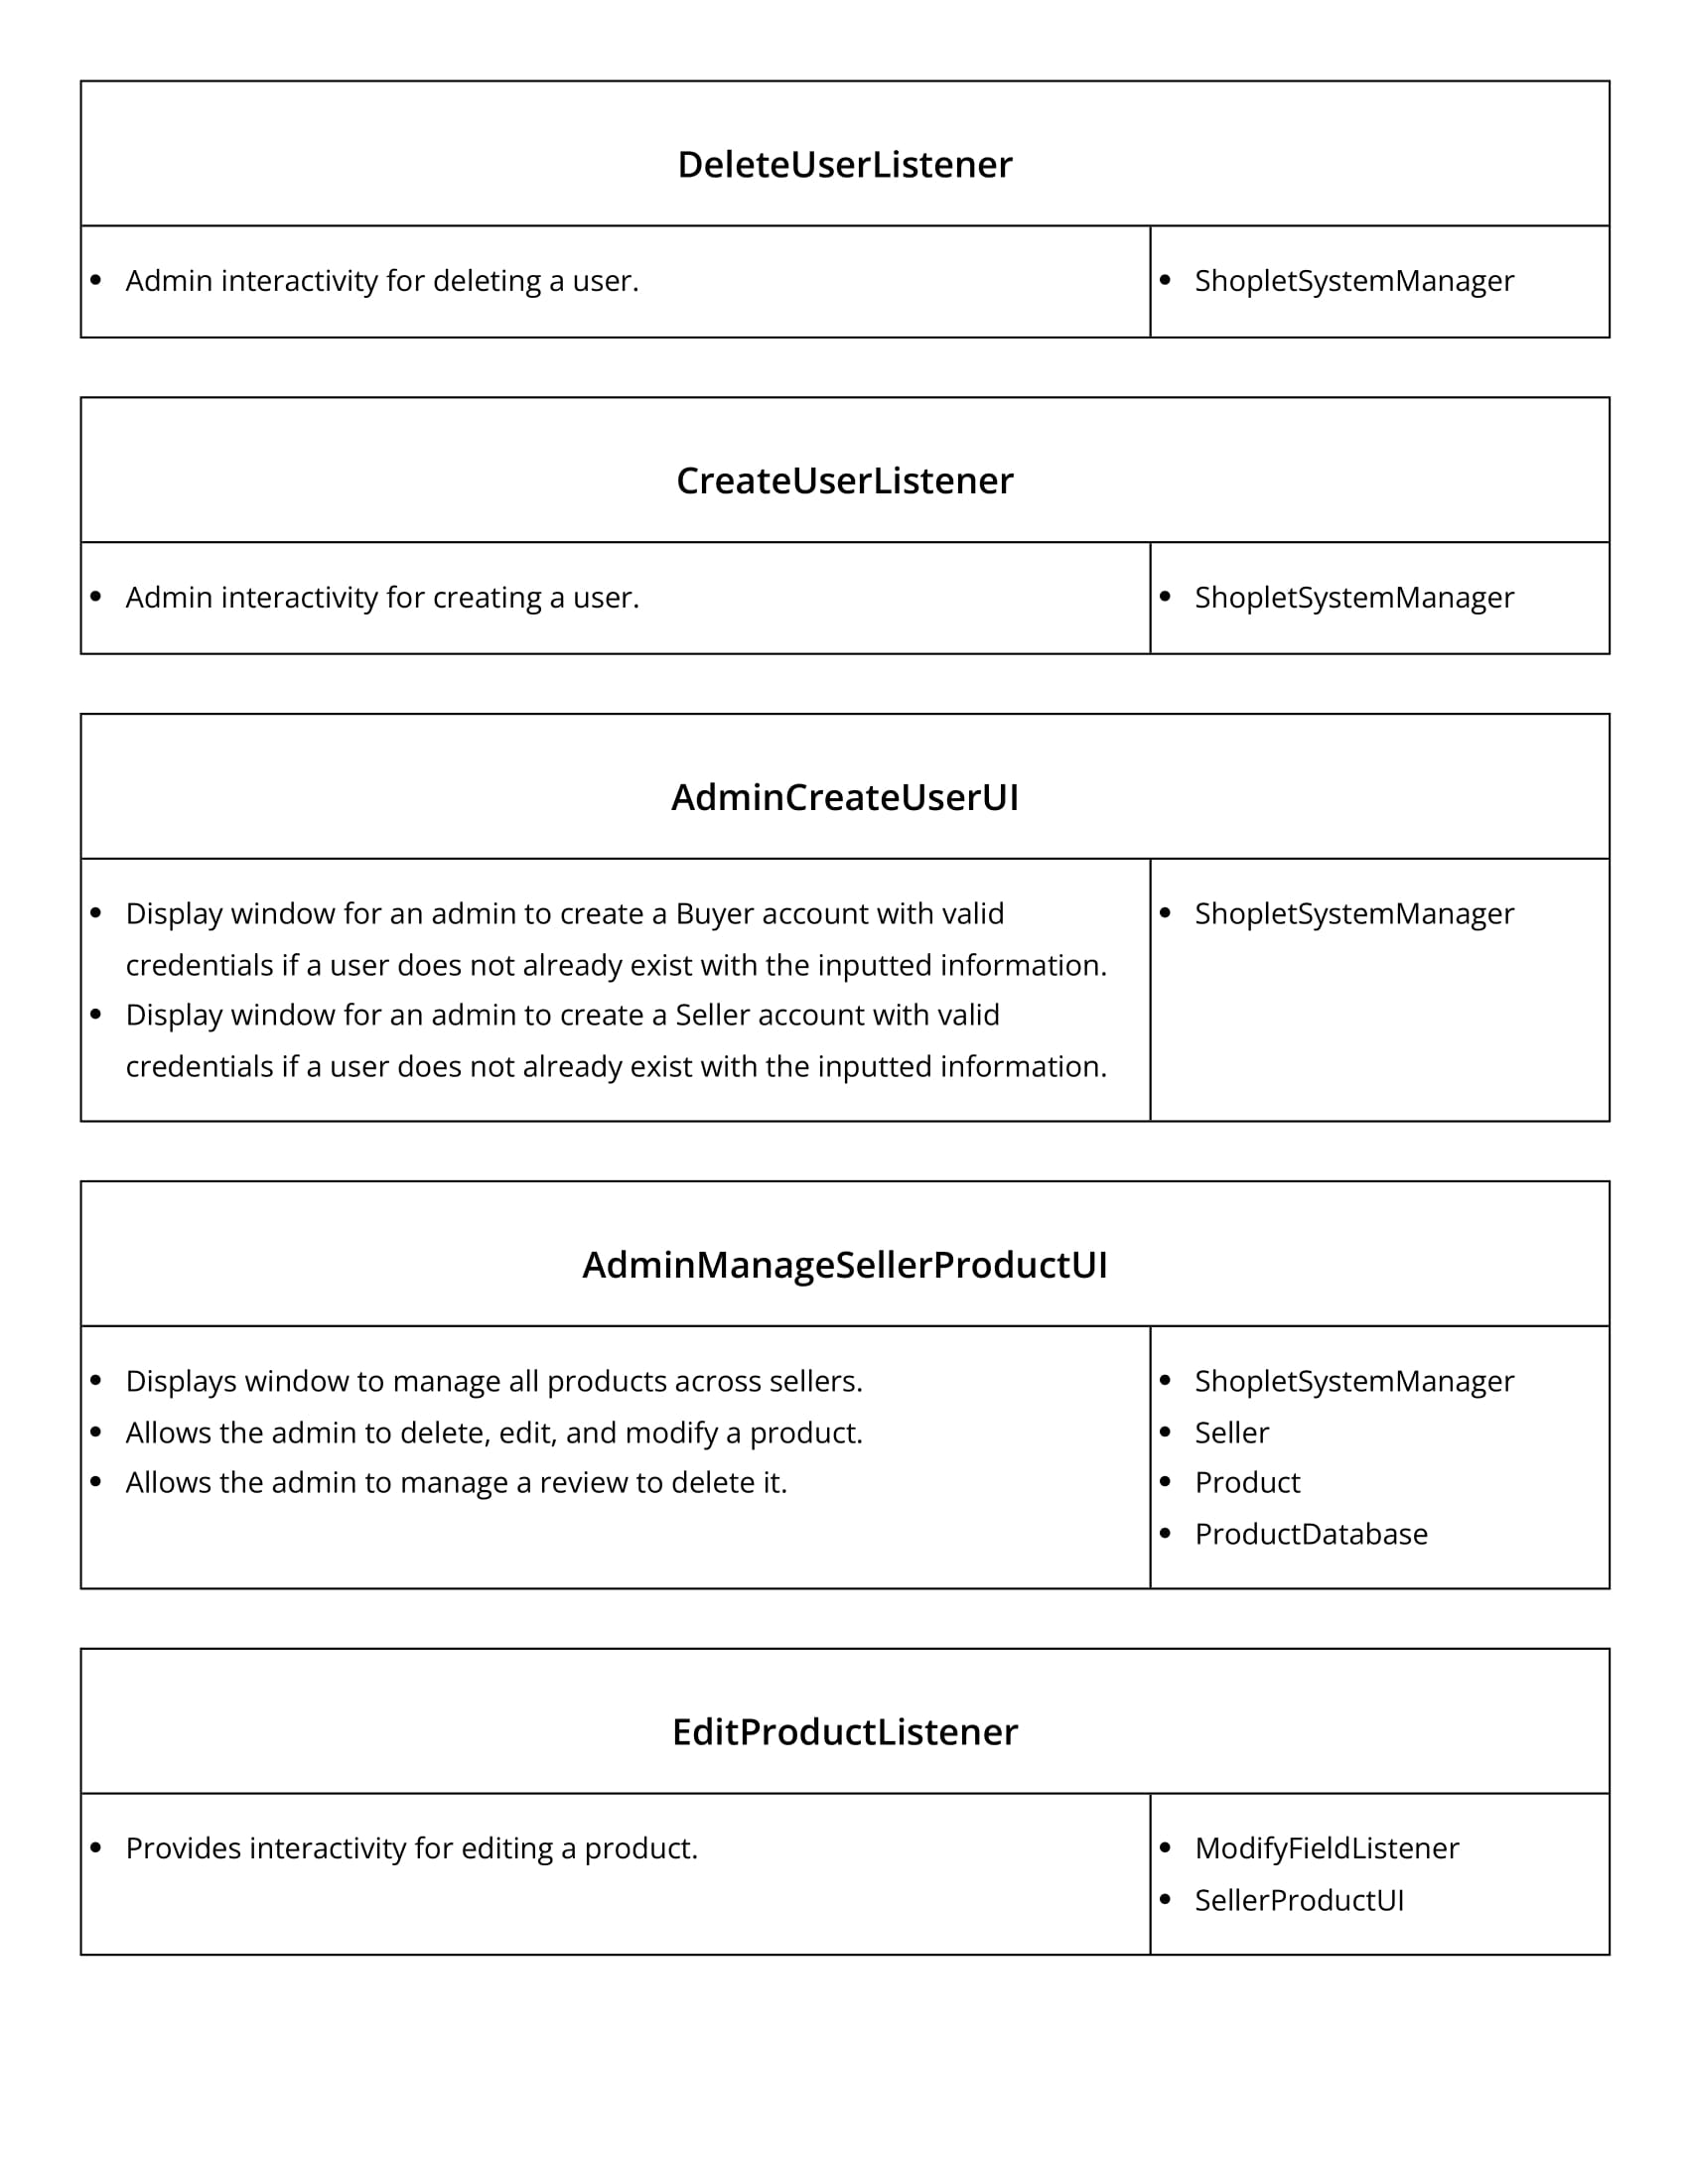 DeleteUserListener
• Admin interactivity for deleting a user.
• ShopletSystemManager
CreateUserListener
• Admin interactivity for creating a user.
• ShopletSystemManager
AdminCreateUserUI
• Display window for an admin to create a Buyer account with valid
credentials if a user does not already exist with the inputted information.
• Display window for an admin to create a Seller account with valid
credentials if a user does not already exist with the inputted information.
• ShopletSystemManager
AdminManageSellerProductUI
• Displays window to manage all products across sellers.
• Allows the admin to delete, edit, and modify a product.
• Allows the admin to manage a review to delete it.
• ShopletSystemManager
• Seller
• Product
• ProductDatabase
EditProductListener
• Provides interactivity for editing a product.
• ModifyFieldListener
• SellerProductUI